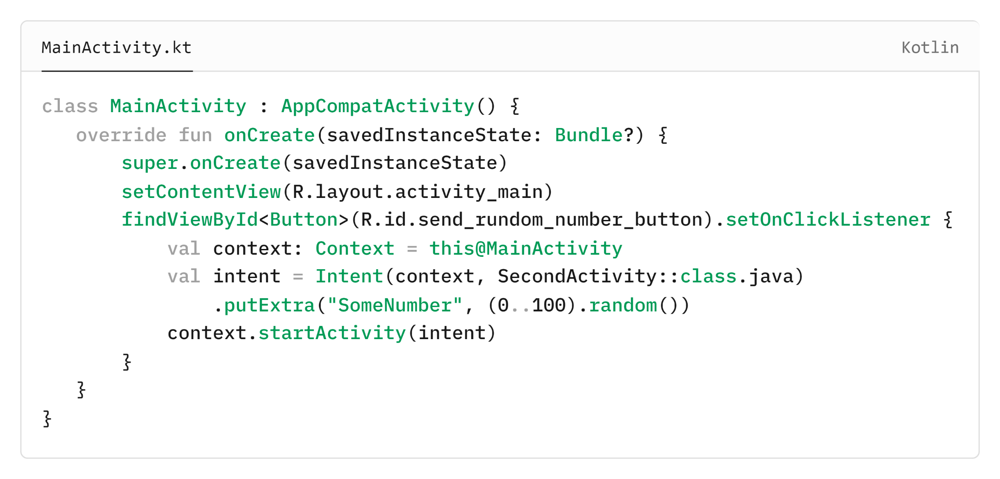 MainActivity.kt
Kotlin
class MainActivity : AppCompatActivity() {
override fun onCreate(savedInstanceState: Bundle?) {
super.onCreate(savedInstanceState)
setContentView(R.layout.activity_main)
findViewById<Button>(R.id.send_rundom_number_button).setOnClickListener {
val context: Context = this@MainActivity
val intent = Intent(context, SecondActivity::class.java)
.putExtra("SomeNumber", (0..100).random())
context.startActivity(intent)
}
}
}